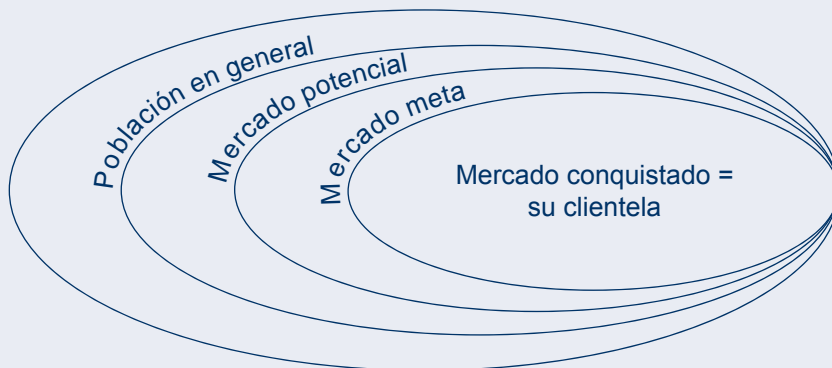 Población en general
Mercado potencial
Mercado meta
Mercado conquistado =
su clientela